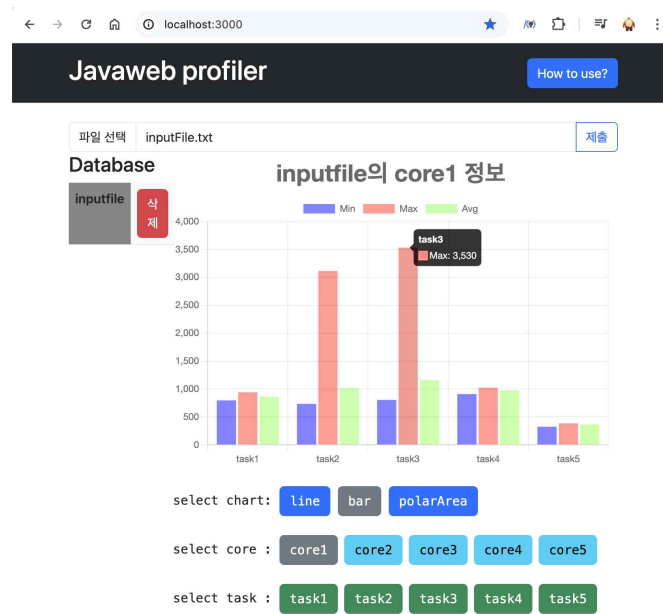 localhost:3000
Javaweb profiler
How to use?
파일 선택 inputFile.txt 제출
Database
inputfile
삭
제
inputfile의 core1 정보
Min Max Avg
4,000
3,500
3,000
2,500
2,000
1,500
1,000
500
0
task3
Max: 3,530
task1 task2 task3 task4 task5
select chart: line bar polarArea
select core : core1 core2 core3 core4 core5
select task : task1 task2 task3 task4 task5